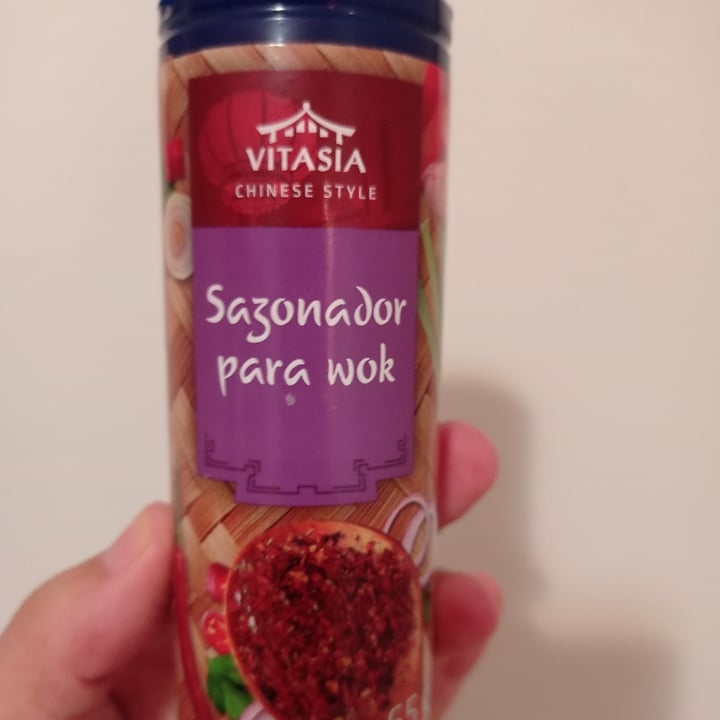 VITASIA
CHINESE STYLE
Sazonador
para wok